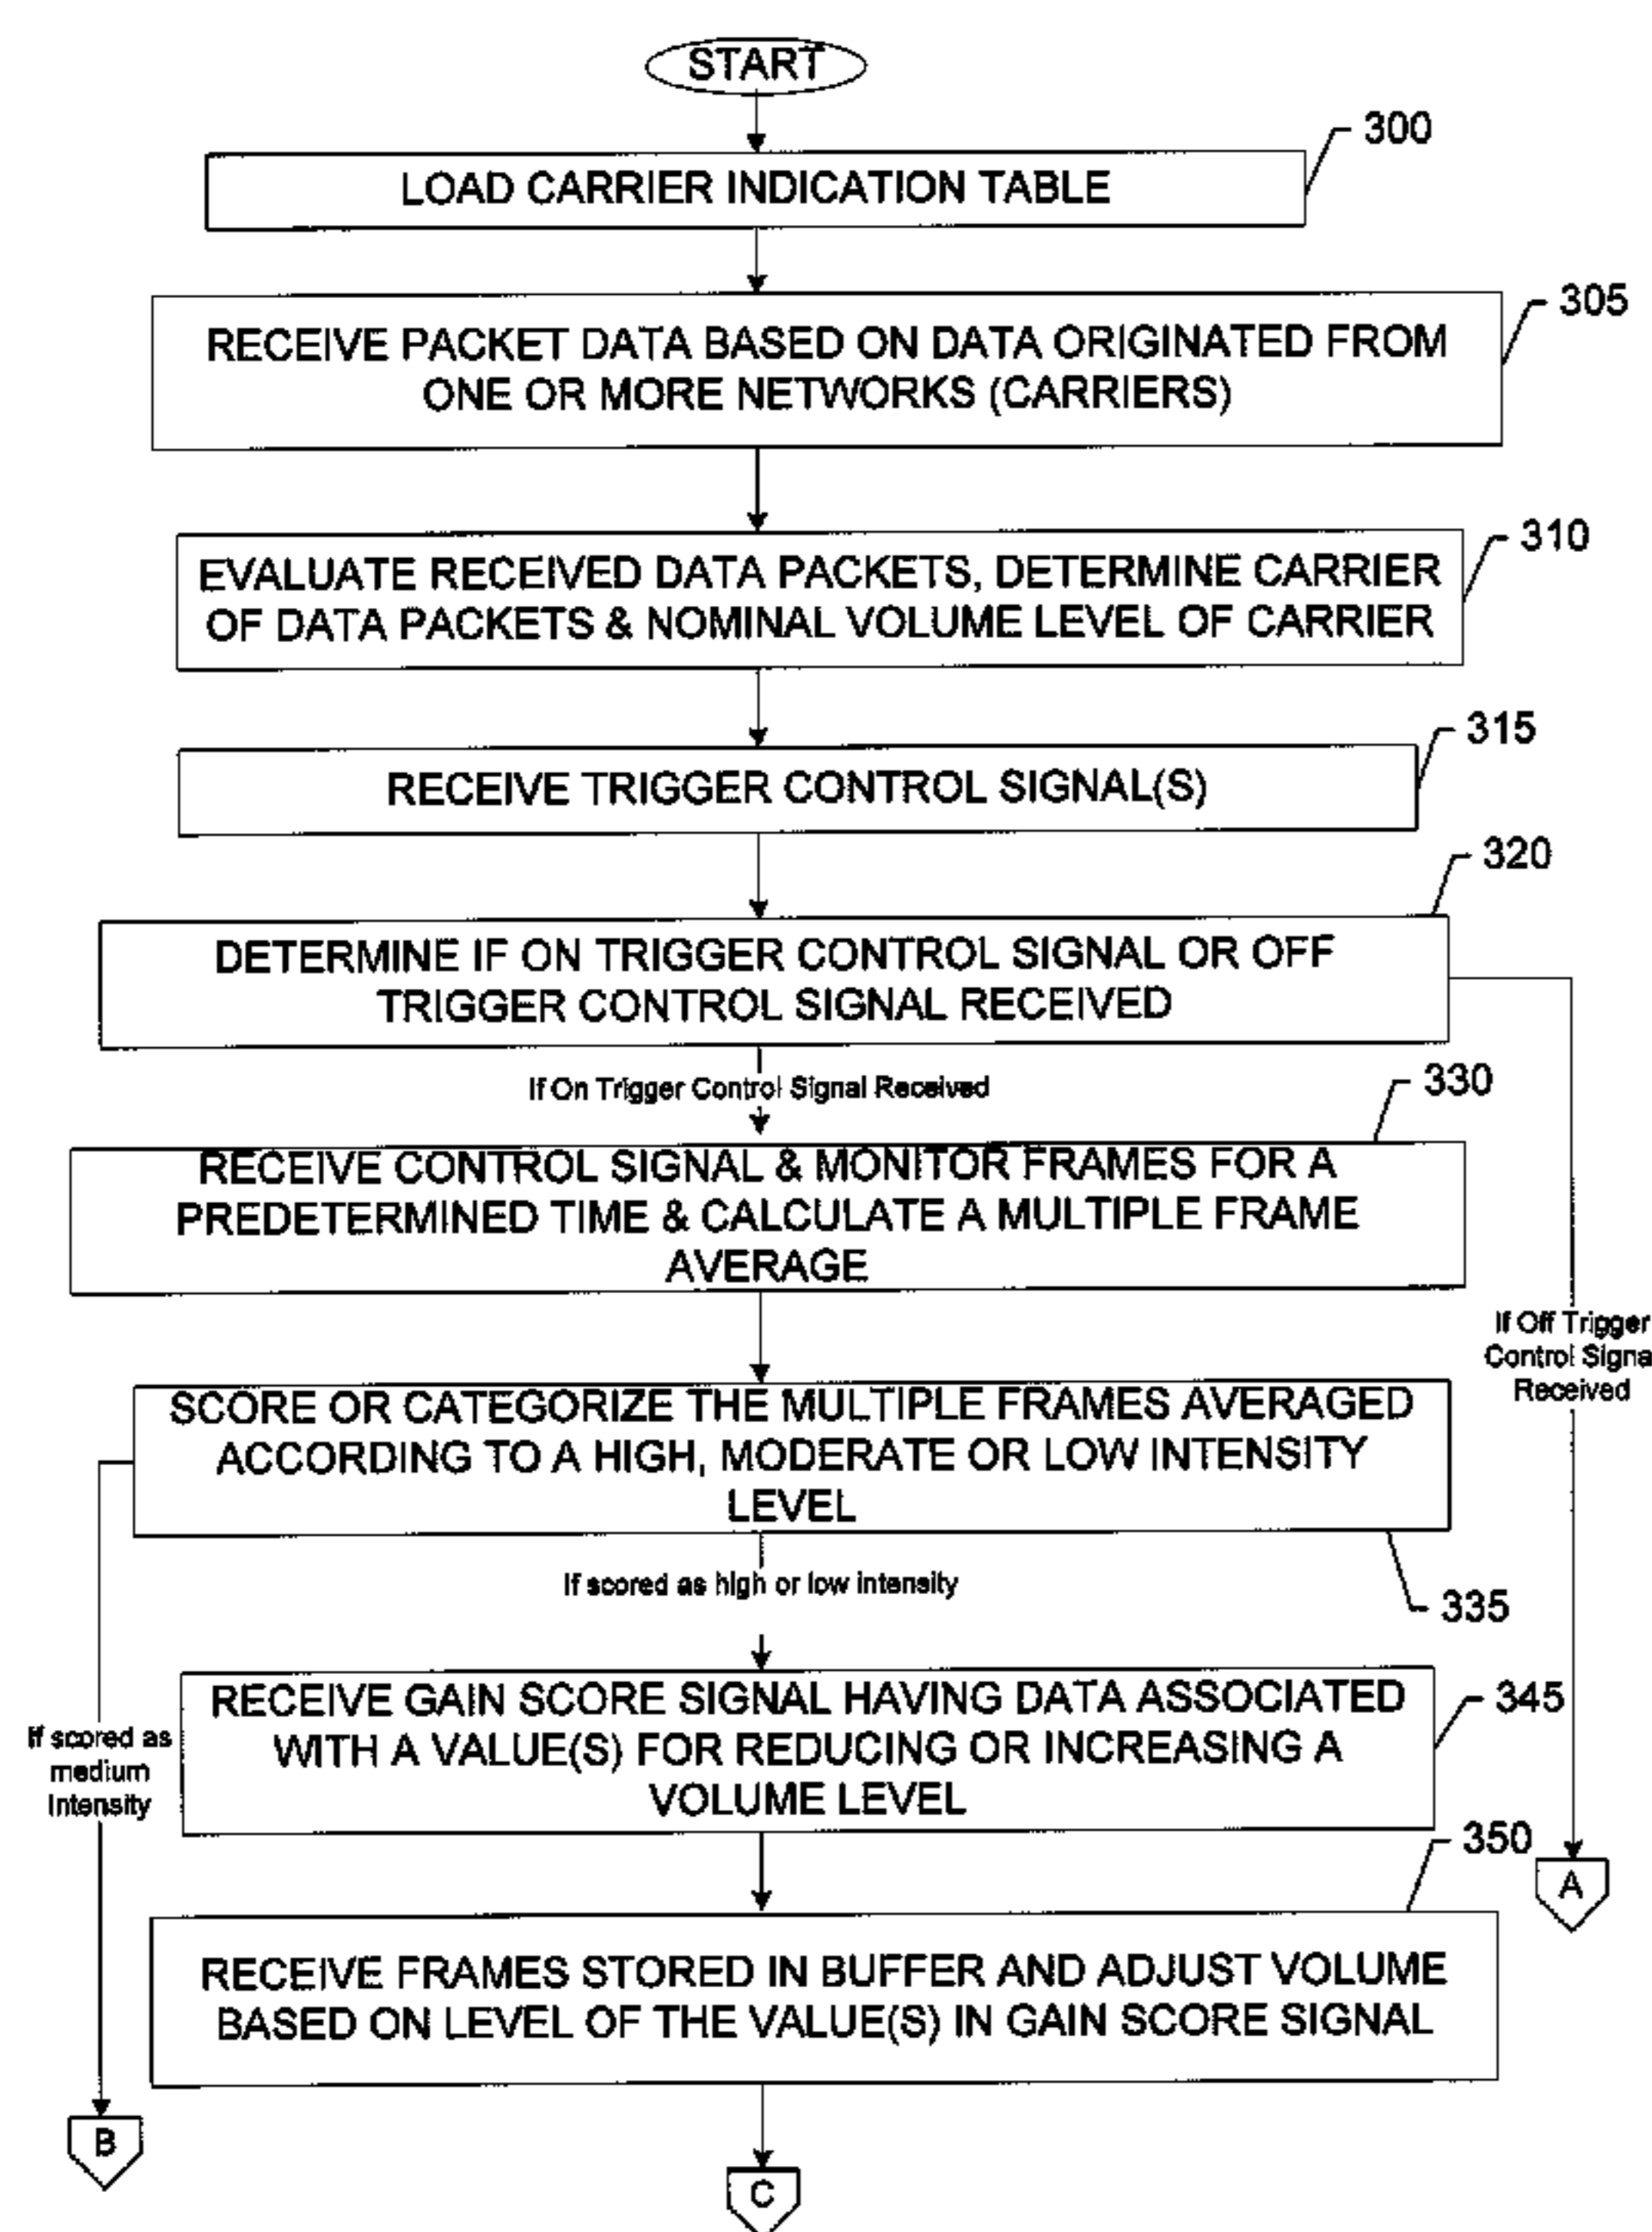 START
300
LOAD CARRIER INDICATION TABLE
305
RECEIVE PACKET DATA BASED ON DATA ORIGINATED FROM
ONE OR MORE NETWORKS (CARRIERS)
310
EVALUATE RECEIVED DATA PACKETS, DETERMINE CARRIER
OF DATA PACKETS & NOMINAL VOLUME LEVEL OF CARRIER
315
RECEIVE TRIGGER CONTROL SIGNAL(S)
320
DETERMINE IF ON TRIGGER CONTROL SIGNAL OR OFF
TRIGGER CONTROL SIGNAL RECEIVED
If On Trigger Control Signal Received
330
RECEIVE CONTROL SIGNAL & MONITOR FRAMES FOR A
PREDETERMINED TIME & CALCULATE A MULTIPLE FRAME
AVERAGE
If Off Trigger
Control Signa
Received
SCORE OR CATEGORIZE THE MULTIPLE FRAMES AVERAGED
ACCORDING TO A HIGH, MODERATE OR LOW INTENSITY
LEVEL
If scored as high or low intensity
335
RECEIVE GAIN SCORE SIGNAL HAVING DATA ASSOCIATED
WITH A VALUE(S) FOR REDUCING OR INCREASING A
VOLUME LEVEL
345
If scored as
medium
Intensity
350
A
RECEIVE FRAMES STORED IN BUFFER AND ADJUST VOLUME
BASED ON LEVEL OF THE VALUE(S) IN GAIN SCORE SIGNAL
B
C